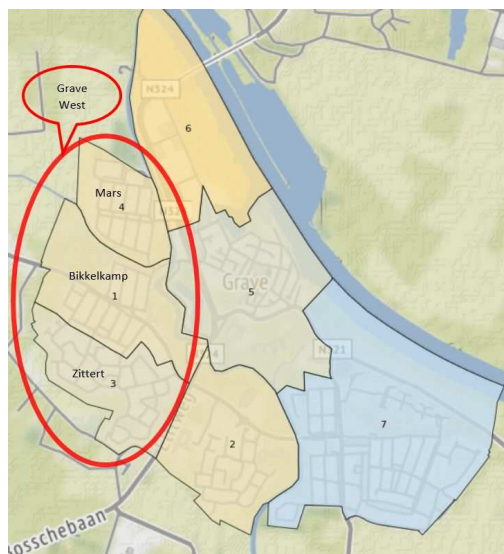 Grave
West
N324
6
Mars
4
Bikkelkamp
1
Grave
5
Zittert
3
N321
7
2
osschebaan